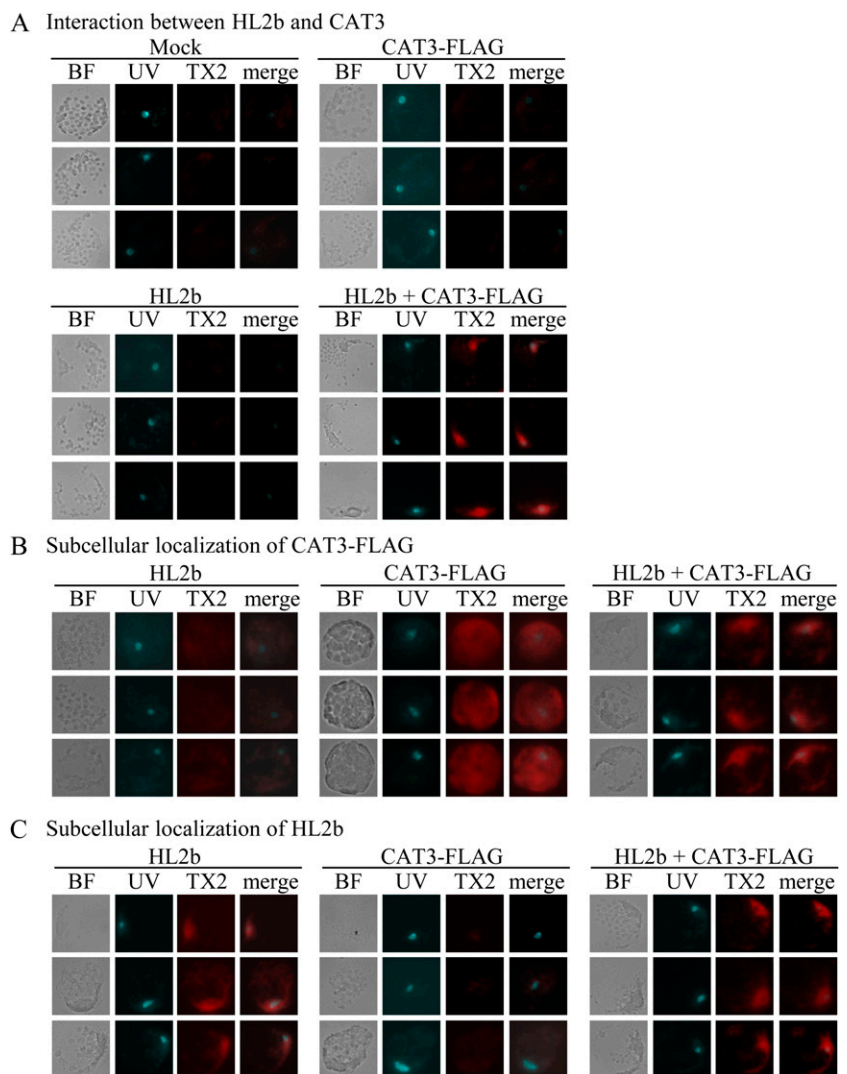 A Interaction between HL2b and CAT3
Mock CAT3-FLAG
BF UV TX2 merge BF UV TX2 merge
HL2b HL2b + CAT3-FLAG
BF UV TX2 merge BF UV TX2 merge
B Subcellular localization of CAT3-FLAG
HL2b CAT3-FLAG HL2b + CAT3-FLAG
BF UV TX2 merge BF UV TX2 merge BF UV TX2 merge
C Subcellular localization of HL2b
HL2b CAT3-FLAG HL2b + CAT3-FLAG
BF UV TX2 merge BF UV TX2 merge BF UV TX2 merge